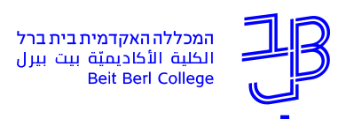 המכללה האקדמית בית ברל
الكلية الأكاديميّة بيت بيرل
Beit Berl College